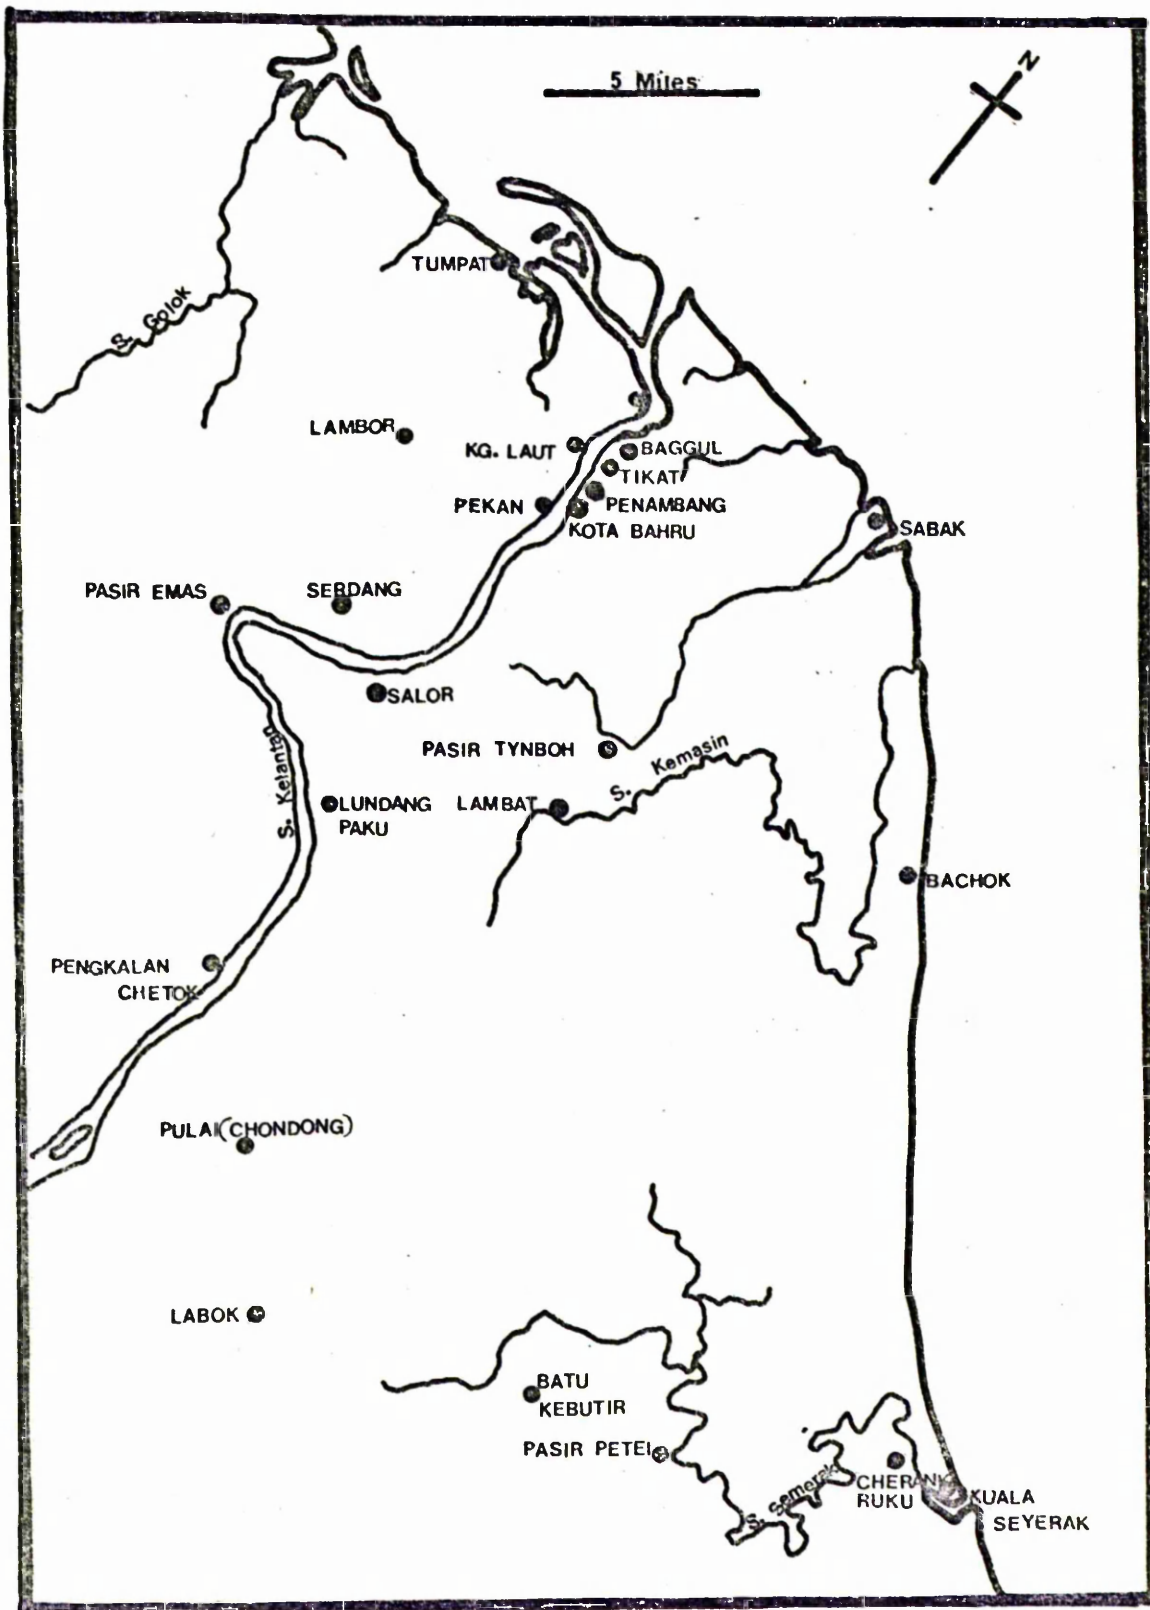 5 Miles
N
TUMPAT
S. Golok
LAMBOR
KG. LAUT
BAGGUL
TIKAT
PEKAN
PENAMBANG
KOTA BAHRU
SABAK
PASIR EMAS
SERDANG
SALOR
PASIR TYNBOH
S. Kemasin
S. Kelantan
LUNDANG
PAKU
LAMBAT
BACHOK
PENGKALAN
CHETOK
PULAI (CHONDONG)
LABOK
BATU
KEBUTIR
PASIR PETEI
S. Semerak
CHERANK
RUKU
KUALA
SEYERAK